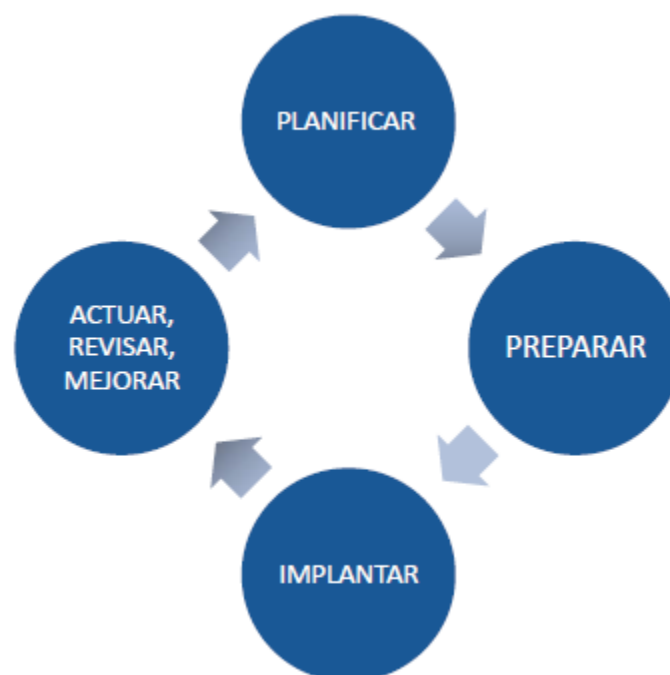 PLANIFICAR
PREPARAR
IMPLANTAR
ACTUAR,
REVISAR,
MEJORAR